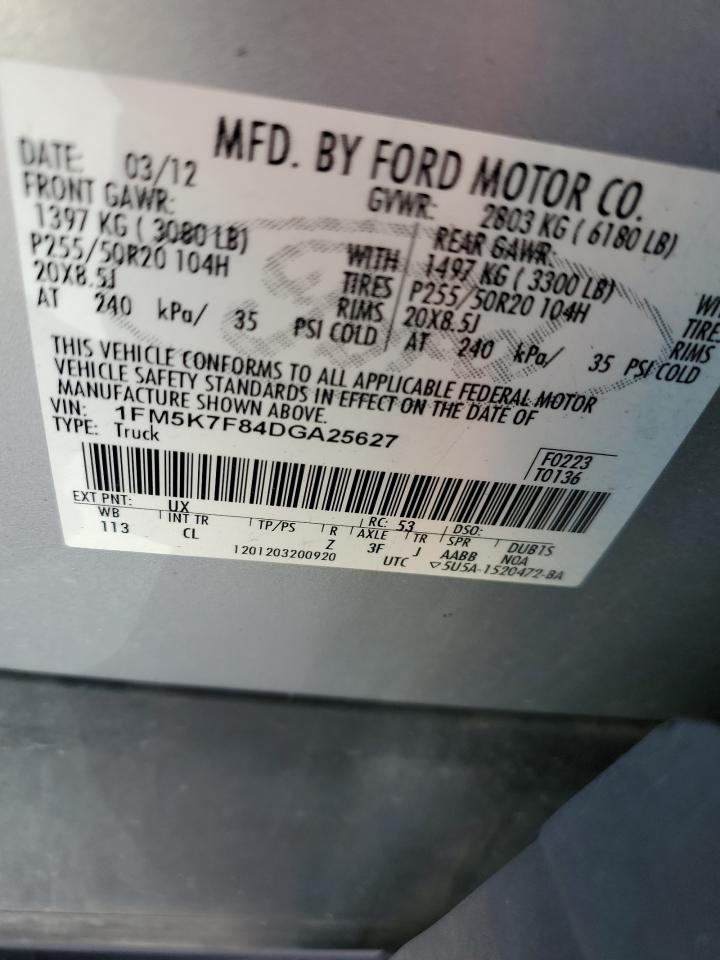 MFD. BY FORD MOTOR CO.
DATE: 03/12 GVWR: 2803 KG ( 6180 LB)
FRONT GAWR: REAR GAWR:
1397 KG ( 3080 LB) WITH 1497 KG ( 3300 LB) WI
P255/50R20 104H TIRES P255/50R20 104H TIRE
20X8.5J RIMS 20X8.5J RIMS
AT 240 kPa/ 35 PSI COLD AT 240 kPa/ 35 PSI COLD
THIS VEHICLE CONFORMS TO ALL APPLICABLE FEDERAL MOTOR
VEHICLE SAFETY STANDARDS IN EFFECT ON THE DATE OF
MANUFACTURE SHOWN ABOVE.
VIN: 1FM5K7F84DGA25627
TYPE: Truck
F0223
T0136
EXT PNT: UX RC: 53 DSO:
WB INT TR TP/PS R AXLE TR SPR DUB1S
113 CL Z 3F J AABB N0A
1201203200920 UTC ▽5U5A-1520472-BA